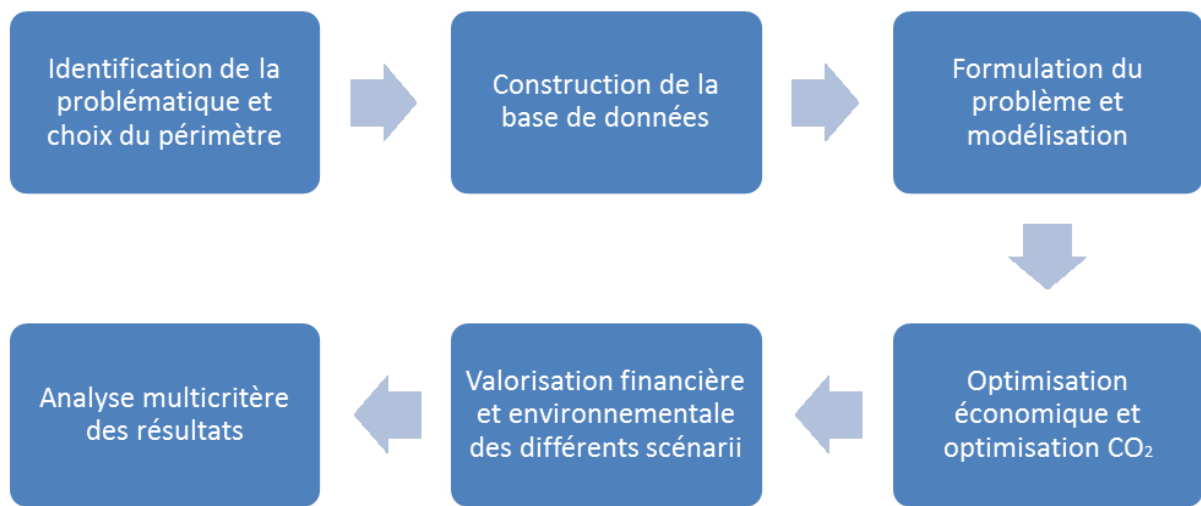 Identification de la
problématique et
choix du périmètre
Construction de la
base de données
Formulation du
problème et
modélisation
Optimisation
économique et
optimisation CO₂
Valorisation financière
et environnementale
des différents scénarii
Analyse multicritère
des résultats